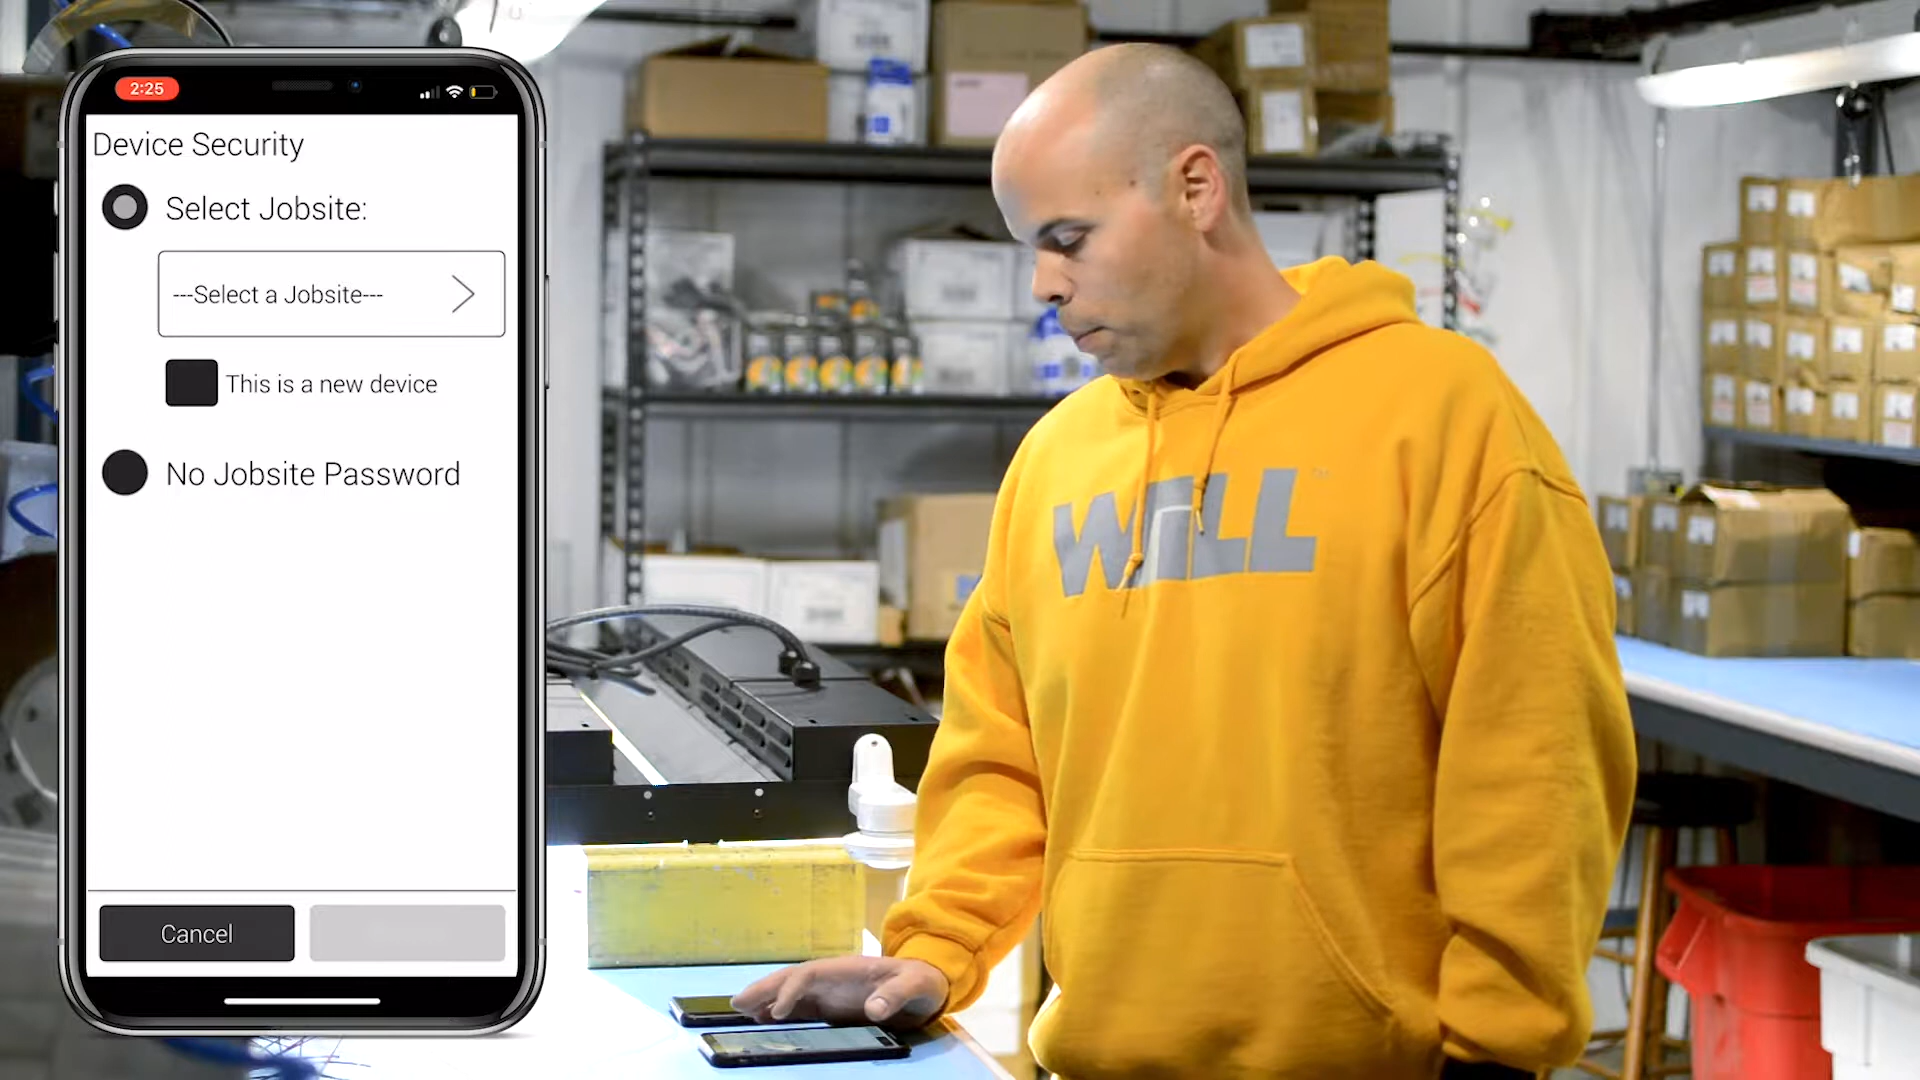 2:25
Device Security
Select Jobsite:
---Select a Jobsite---
This is a new device
No Jobsite Password
Cancel
WILL